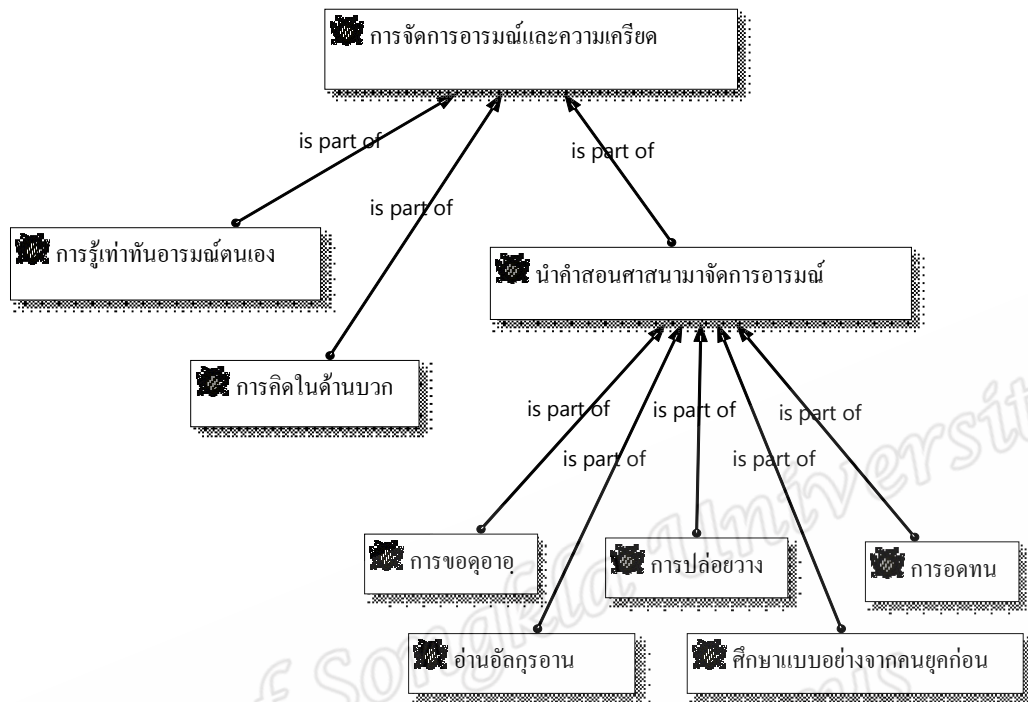 การจัดการอารมณ์และความเครียด
is part of
is part of
is part of
การรู้เท่าทันอารมณ์ตนเอง
นำคำสอนศาสนามาจัดการอารมณ์
การคิดในด้านบวก
is part of
is part of
is part of
is part of
is part of
การขอดุอาอฺ
การปล่อยวาง
การอดทน
อ่านอัลกุรอาน
ศึกษาแบบอย่างจากคนยุคก่อน
of Songkla Universit